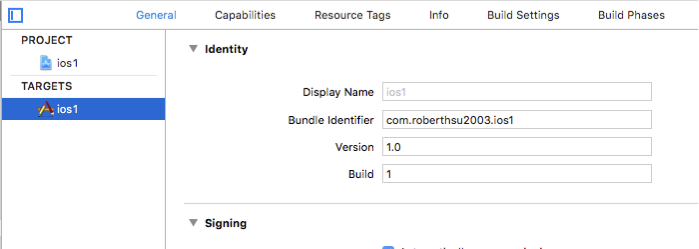 General Capabilities Resource Tags Info Build Settings Build Phases
PROJECT
ios1
TARGETS
ios1
Identity
Display Name ios1
Bundle Identifier com.roberthsu2003.ios1
Version 1.0
Build 1
Signing